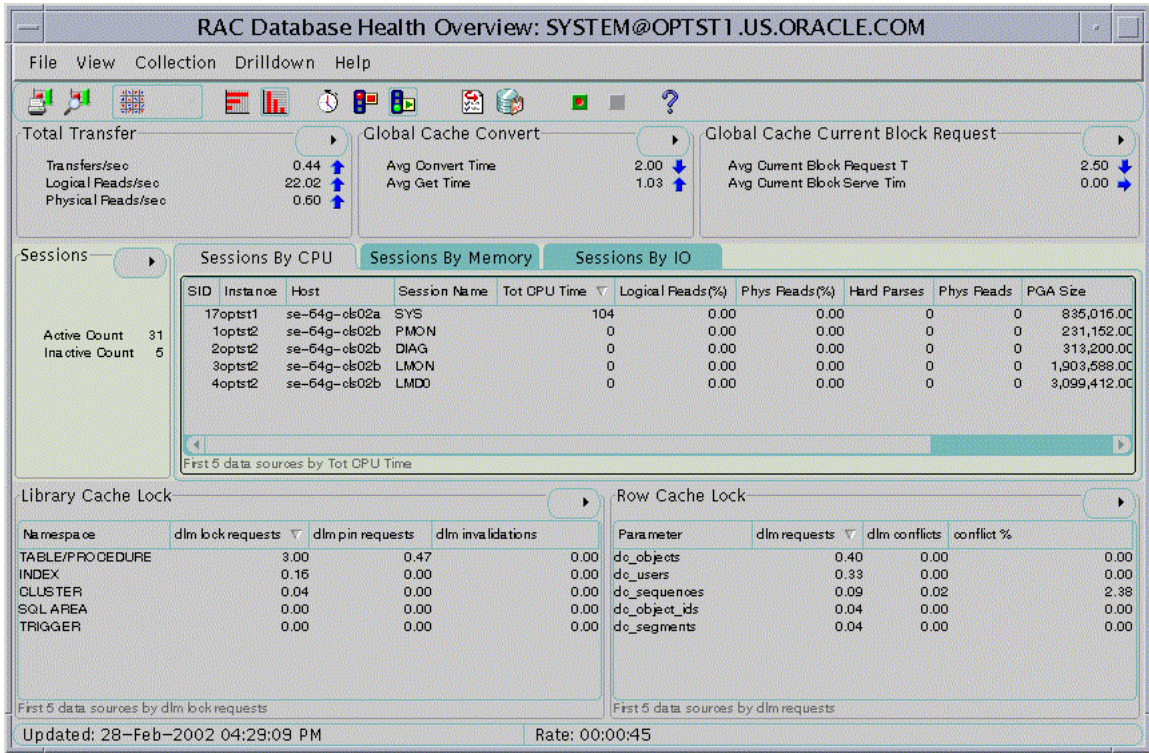 RAC Database Health Overview: SYSTEM@OPTST1.US.ORACLE.COM
File View Collection Drilldown Help
Total Transfer
Transfers/sec 0.44
Logical Reads/sec 22.02
Physical Reads/sec 0.60
Global Cache Convert
Avg Convert Time 2.00
Avg Get Time 1.03
Global Cache Current Block Request
Avg Current Block Request T 2.50
Avg Current Block Serve Tim 0.00
Sessions
Active Count 31
Inactive Count 5
Sessions By CPU Sessions By Memory Sessions By IO
SID Instance Host Session Name Tot CPU Time Logical Reads(%) Phys Reads(%) Hard Parses Phys Reads PGA Size
17 optst1 se-64g-cls02a SYS 104 0.00 0.00 0 0 835,016.00
1 optst2 se-64g-cls02b PMON 0 0.00 0.00 0 0 231,152.00
2 optst2 se-64g-cls02b DIAG 0 0.00 0.00 0 0 313,200.00
3 optst2 se-64g-cls02b LMON 0 0.00 0.00 0 0 1,903,588.00
4 optst2 se-64g-cls02b LMD0 0 0.00 0.00 0 0 3,099,412.00
First 5 data sources by Tot CPU Time
Library Cache Lock
Namespace dlm lock requests dlm pin requests dlm invalidations
TABLE/PROCEDURE 3.00 0.47 0.00
INDEX 0.16 0.00 0.00
CLUSTER 0.04 0.00 0.00
SQL AREA 0.00 0.00 0.00
TRIGGER 0.00 0.00 0.00
First 5 data sources by dlm lock requests
Row Cache Lock
Parameter dlm requests dlm conflicts conflict %
dc_objects 0.40 0.00 0.00
dc_users 0.33 0.00 0.00
dc_sequences 0.09 0.02 2.38
dc_object_ids 0.04 0.00 0.00
dc_segments 0.04 0.00 0.00
First 5 data sources by dlm requests
Updated: 28-Feb-2002 04:29:09 PM
Rate: 00:00:45